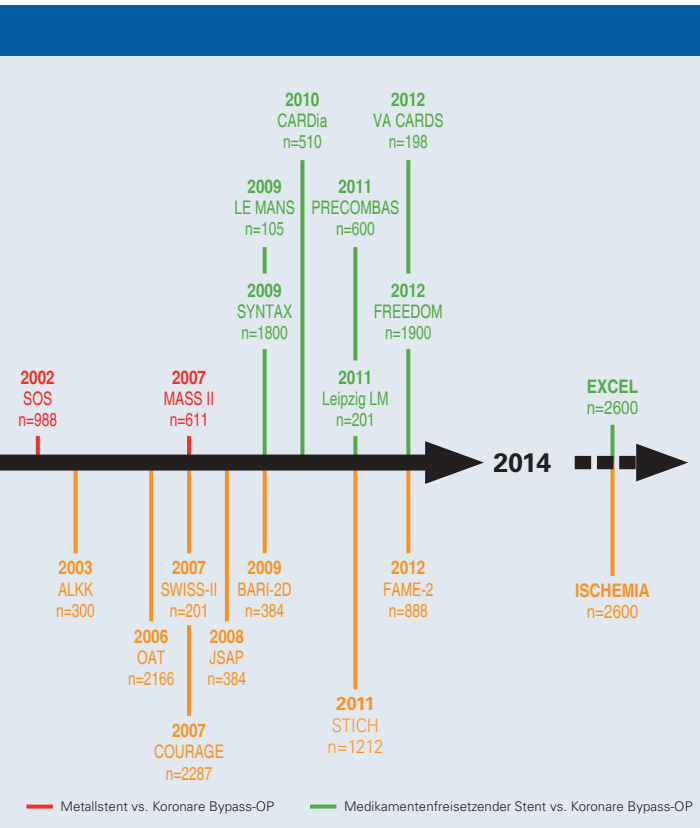 2010
CARDia
n=510
2012
VA CARDS
n=198
2009
LE MANS
n=105
2011
PRECOMBAS
n=600
2009
SYNTAX
n=1800
2012
FREEDOM
n=1900
2002
SOS
n=988
2007
MASS II
n=611
2011
Leipzig LM
n=201
EXCEL
n=2600
2014
2003
ALKK
n=300
2007
SWISS-II
n=201
2009
BARI-2D
n=384
2012
FAME-2
n=888
ISCHEMIA
n=2600
2006
OAT
n=2166
2008
JSAP
n=384
2011
STICH
n=1212
2007
COURAGE
n=2287
Metallstent vs. Koronare Bypass-OP
Medikamentenfreisetzender Stent vs. Koronare Bypass-OP